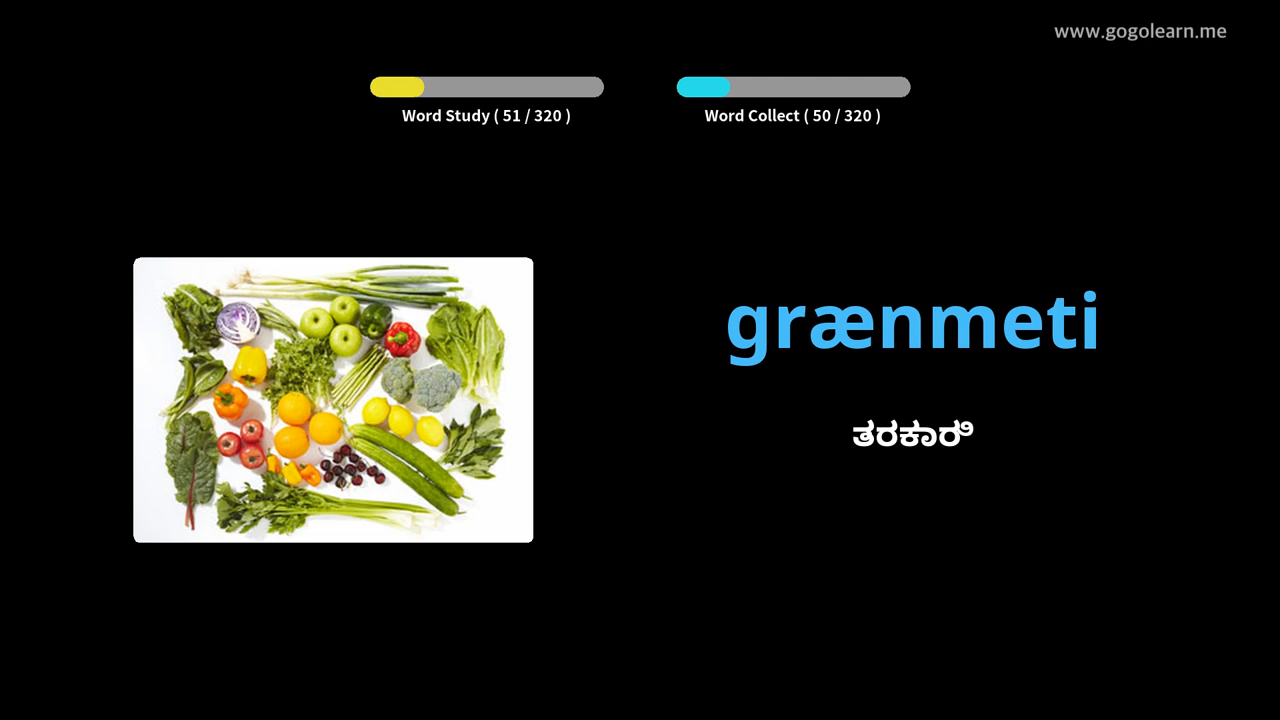 www.gogolearn.me
Word Study ( 51 / 320 )
Word Collect ( 50 / 320 )
grænmeti
ತರಕಾರಿ